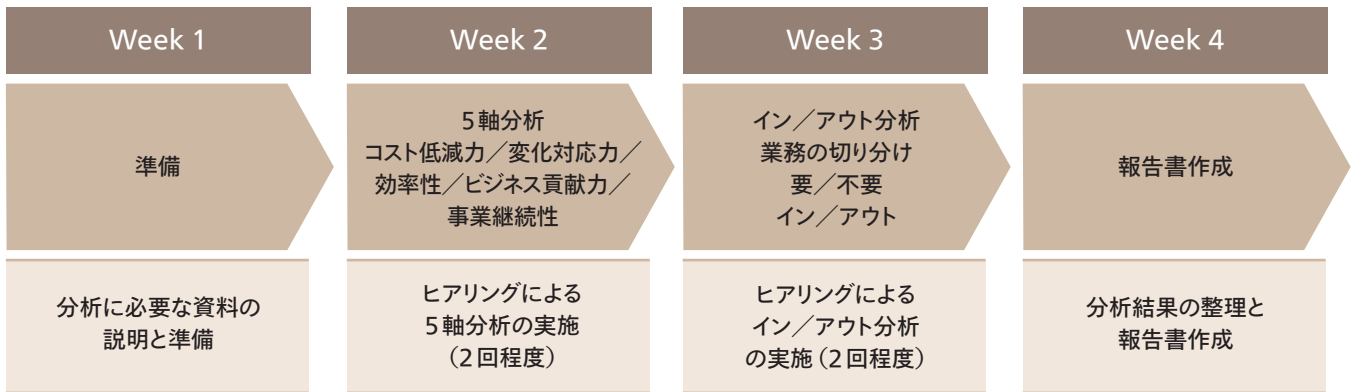 Week 1
Week 2
Week 3
Week 4
準備
5軸分析
コスト低減力／変化対応力／
効率性／ビジネス貢献力／
事業継続性
イン／アウト分析
業務の切り分け
要／不要
イン／アウト
報告書作成
分析に必要な資料の
説明と準備
ヒアリングによる
5軸分析の実施
（2回程度）
ヒアリングによる
イン／アウト分析
の実施（2回程度）
分析結果の整理と
報告書作成